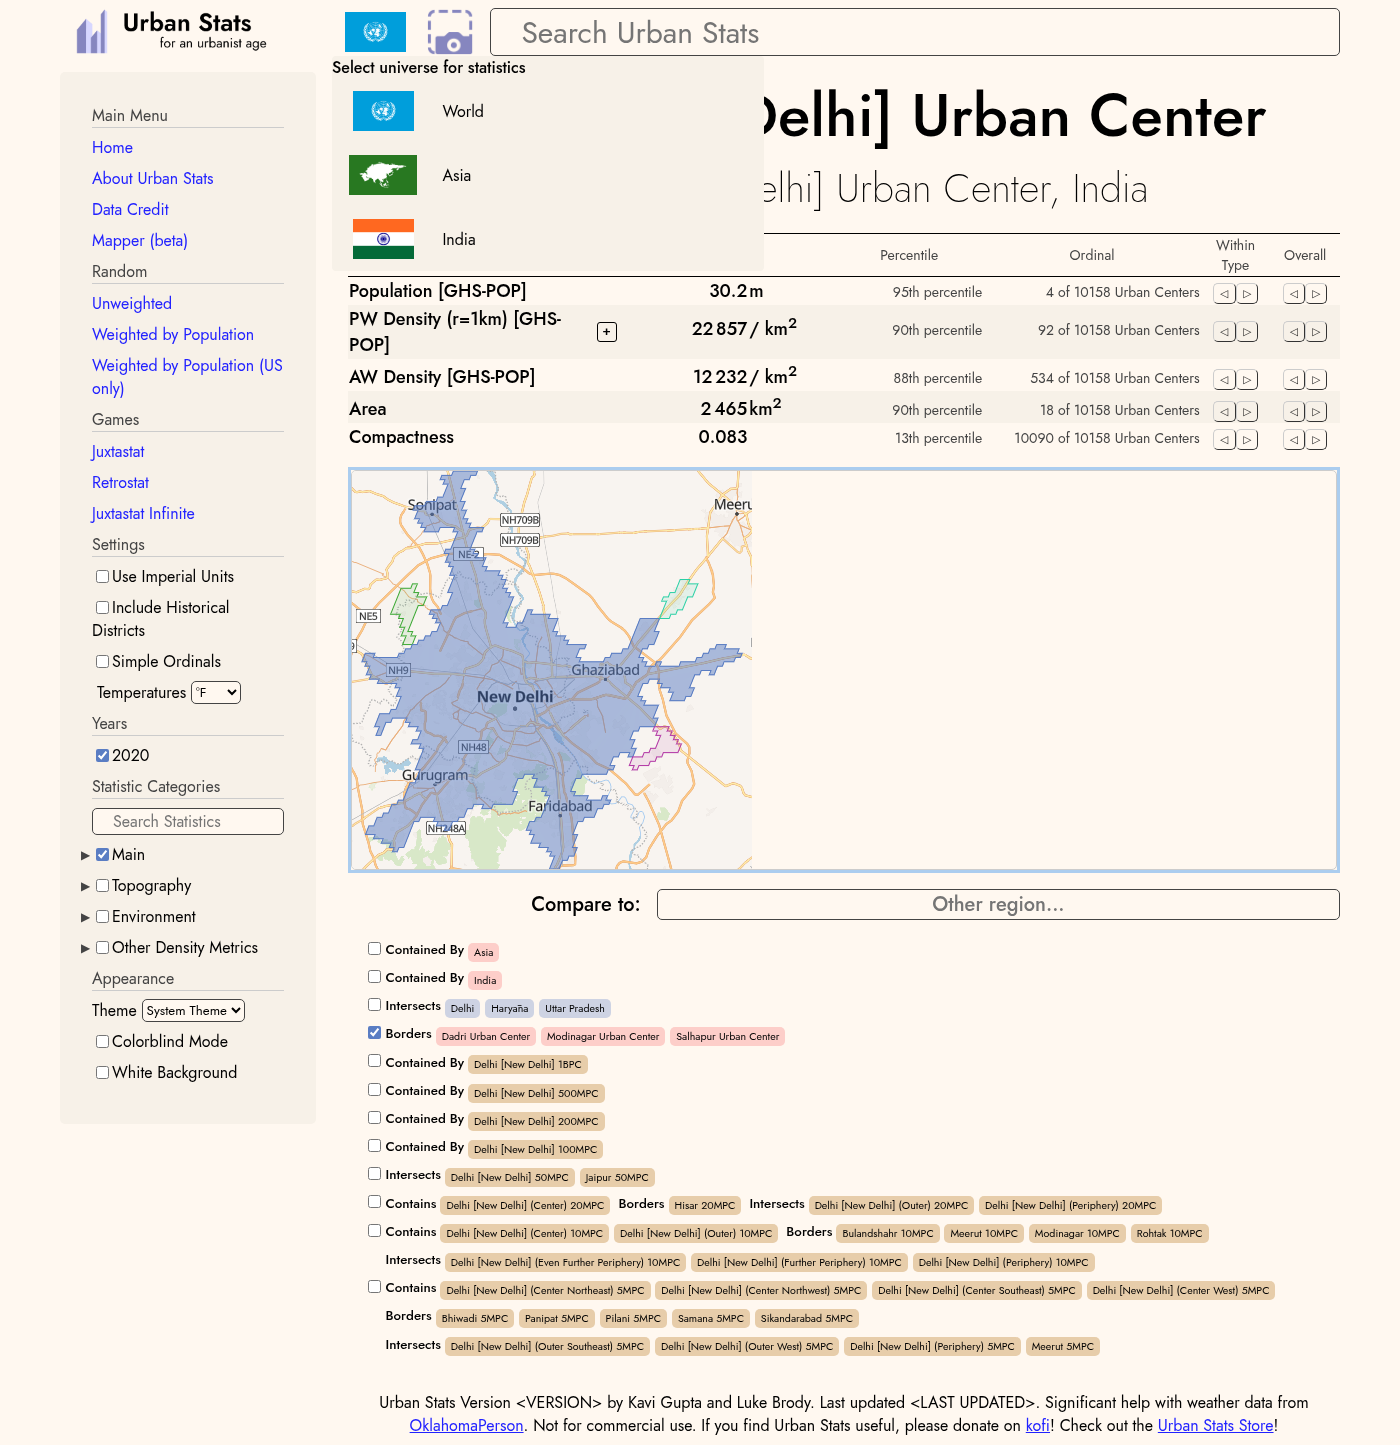 Urban Stats
for an urbanist age
Search Urban Stats
Select universe for statistics
World
Asia
India
Delhi] Urban Center
elhi] Urban Center, India
Main Menu
Home
About Urban Stats
Data Credit
Mapper (beta)
Random
Unweighted
Weighted by Population
Weighted by Population (US
only)
Games
Juxtastat
Retrostat
Juxtastat Infinite
Settings
Use Imperial Units
Include Historical
Districts
Simple Ordinals
Temperatures °F
Years
2020
Statistic Categories
Search Statistics
Main
Topography
Environment
Other Density Metrics
Appearance
Theme System Theme
Colorblind Mode
White Background
Percentile Ordinal Within Type Overall
Population [GHS-POP] 30.2 m 95th percentile 4 of 10158 Urban Centers
PW Density (r=1km) [GHS-
POP] + 22 857 / km² 90th percentile 92 of 10158 Urban Centers
AW Density [GHS-POP] 12 232 / km² 88th percentile 534 of 10158 Urban Centers
Area 2 465 km² 90th percentile 18 of 10158 Urban Centers
Compactness 0.083 13th percentile 10090 of 10158 Urban Centers
Sonipat
Meeru
NH709B
NH709B
NE-2
NE5
9
NH9
Ghaziabad
New Delhi
NH48
Gurugram
Faridabad
NH248A
Compare to: Other region...
Contained By Asia
Contained By India
Intersects Delhi Haryāna Uttar Pradesh
Borders Dadri Urban Center Modinagar Urban Center Salhapur Urban Center
Contained By Delhi [New Delhi] 1BPC
Contained By Delhi [New Delhi] 500MPC
Contained By Delhi [New Delhi] 200MPC
Contained By Delhi [New Delhi] 100MPC
Intersects Delhi [New Delhi] 50MPC Jaipur 50MPC
Contains Delhi [New Delhi] (Center) 20MPC Borders Hisar 20MPC Intersects Delhi [New Delhi] (Outer) 20MPC Delhi [New Delhi] (Periphery) 20MPC
Contains Delhi [New Delhi] (Center) 10MPC Delhi [New Delhi] (Outer) 10MPC Borders Bulandshahr 10MPC Meerut 10MPC Modinagar 10MPC Rohtak 10MPC
Intersects Delhi [New Delhi] (Even Further Periphery) 10MPC Delhi [New Delhi] (Further Periphery) 10MPC Delhi [New Delhi] (Periphery) 10MPC
Contains Delhi [New Delhi] (Center Northeast) 5MPC Delhi [New Delhi] (Center Northwest) 5MPC Delhi [New Delhi] (Center Southeast) 5MPC Delhi [New Delhi] (Center West) 5MPC
Borders Bhiwadi 5MPC Panipat 5MPC Pilani 5MPC Samana 5MPC Sikandarabad 5MPC
Intersects Delhi [New Delhi] (Outer Southeast) 5MPC Delhi [New Delhi] (Outer West) 5MPC Delhi [New Delhi] (Periphery) 5MPC Meerut 5MPC
Urban Stats Version <VERSION> by Kavi Gupta and Luke Brody. Last updated <LAST UPDATED>. Significant help with weather data from
OklahomaPerson. Not for commercial use. If you find Urban Stats useful, please donate on kofi! Check out the Urban Stats Store!